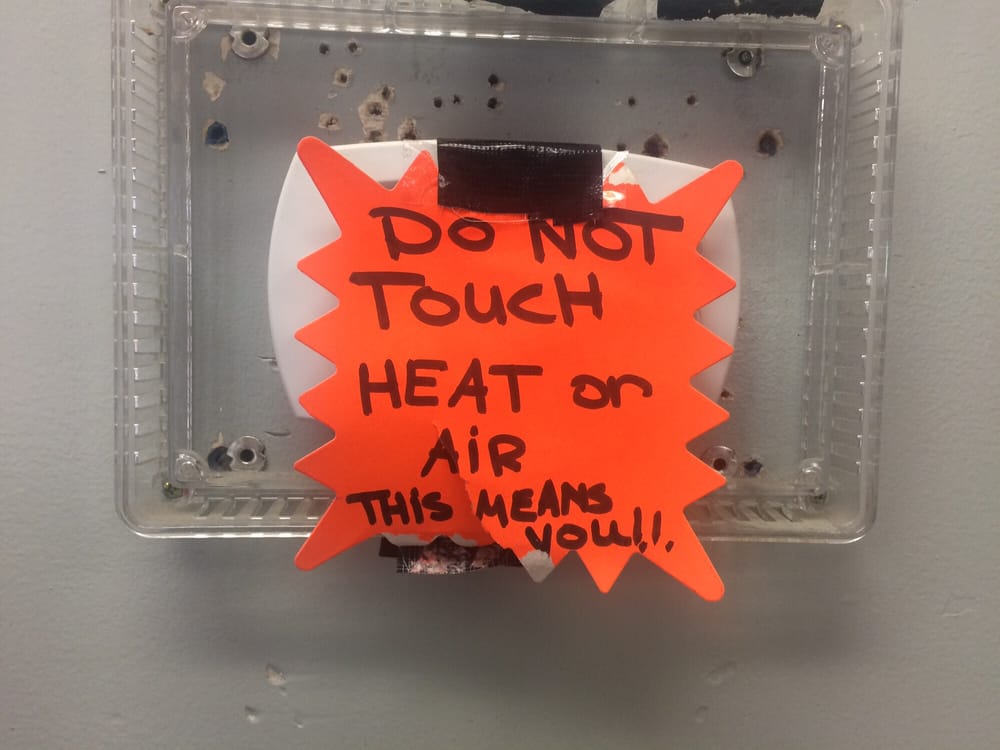 DO NOT
TOUCH
HEAT or
AiR
THiS MEANS
YOU!!.